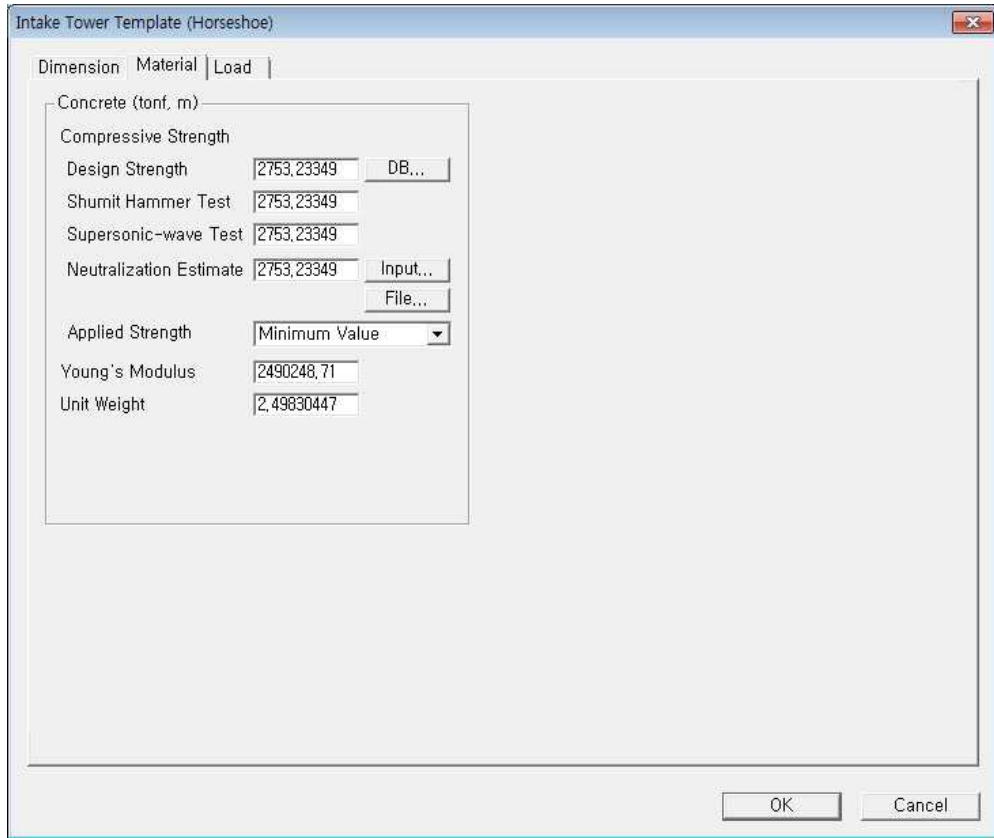 Intake Tower Template (Horseshoe)
Dimension Material Load
Concrete (tonf, m)
Compressive Strength
Design Strength 2753,23349 DB...
Shumit Hammer Test 2753,23349
Supersonic-wave Test 2753,23349
Neutralization Estimate 2753,23349 Input...
File...
Applied Strength Minimum Value
Young's Modulus 2490248,71
Unit Weight 2,49830447
OK Cancel